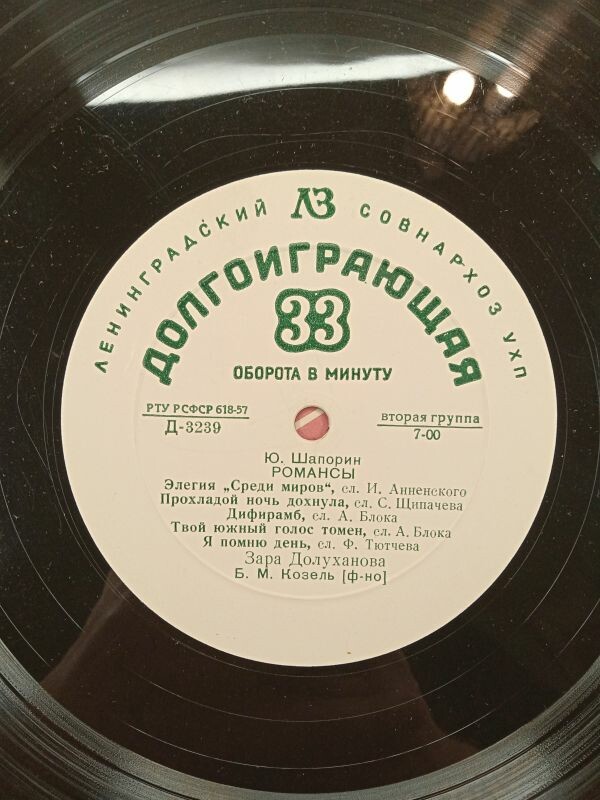 ЛЕНИНГРАДСКИЙ ЛЗ СОВНАРХОЗ УХП
ДОЛГОИГРАЮЩАЯ
33
ОБОРОТА В МИНУТУ
РТУ РСФСР 618-57
Д-3239
вторая группа
7-00
Ю. Шапорин
РОМАНСЫ
Элегия „Среди миров“, сл. И. Анненского
Прохладой ночь дохнула, сл. С. Щипачева
Дифирамб, сл. А. Блока
Твой южный голос томен, сл. А. Блока
Я помню день, сл. Ф. Тютчева
Зара Долуханова
Б. М. Козель [ф-но]